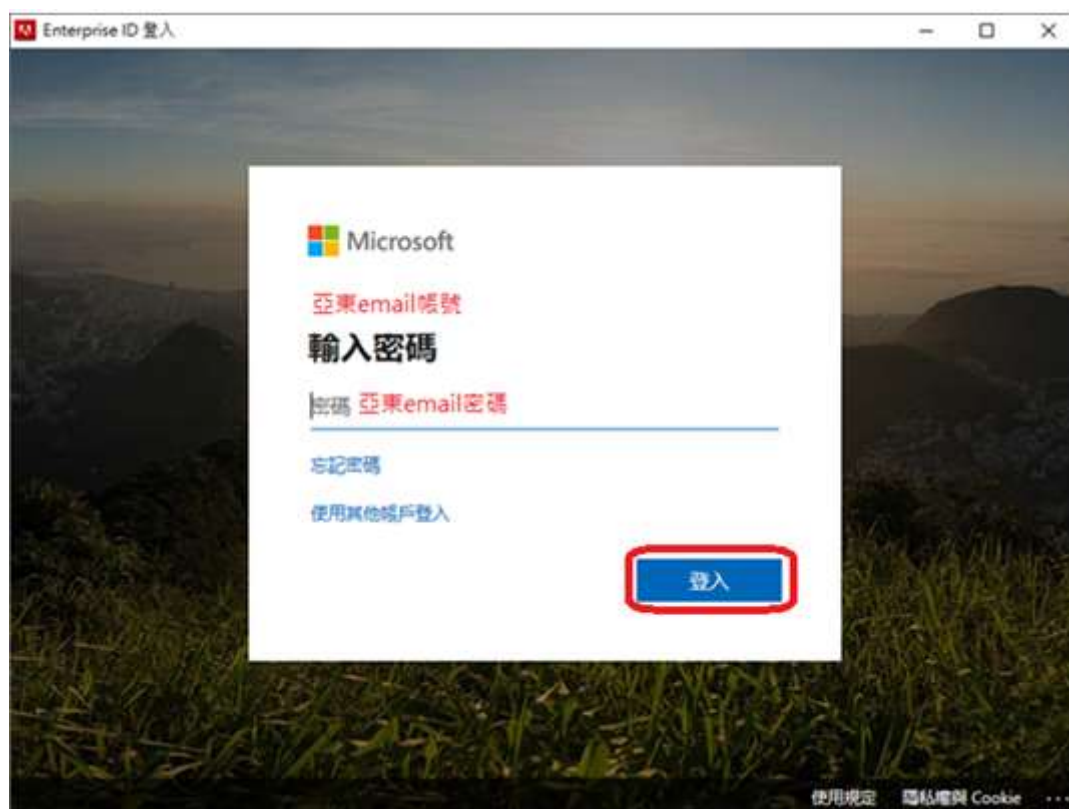 Enterprise ID 登入
Microsoft
亞東email帳號
輸入密碼
密碼 亞東email密碼
忘記密碼
使用其他帳戶登入
登入
使用規定 隱私權與 Cookie ...